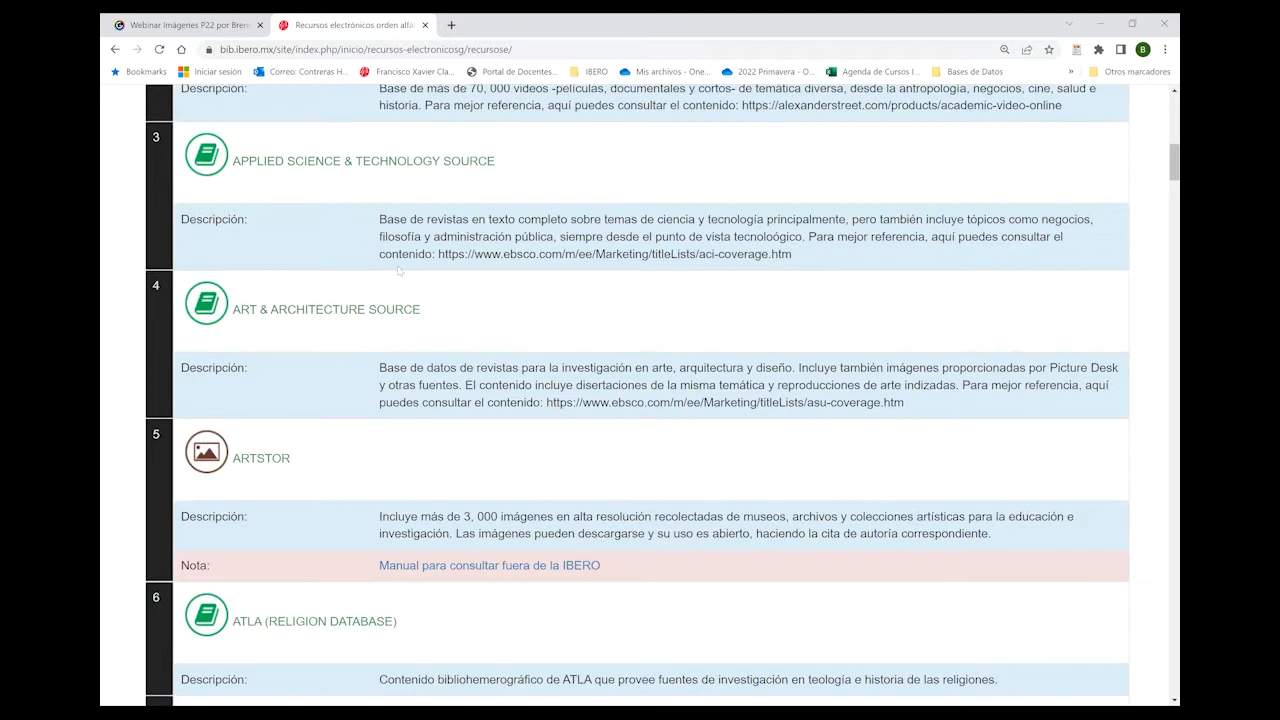 Webinar Imágenes P22 por Bren
Recursos electrónicos orden alfa
bib.ibero.mx/site/index.php/inicio/recursos-electronicosg/recursose/
B
Bookmarks
Iniciar sesión
Correo: Contreras H...
Francisco Xavier Cla...
Portal de Docentes...
IBERO
Mis archivos - One...
2022 Primavera - O...
Agenda de Cursos I...
Bases de Datos
»
Otros marcadores
Descripción: Base de más de 70, 000 videos -películas, documentales y cortos- de temática diversa, desde la antropología, negocios, cine, salud e
historia. Para mejor referencia, aquí puedes consultar el contenido: https://alexanderstreet.com/products/academic-video-online
3
APPLIED SCIENCE & TECHNOLOGY SOURCE
Descripción: Base de revistas en texto completo sobre temas de ciencia y tecnología principalmente, pero también incluye tópicos como negocios,
filosofía y administración pública, siempre desde el punto de vista tecnoloógico. Para mejor referencia, aquí puedes consultar el
contenido: https://www.ebsco.com/m/ee/Marketing/titleLists/aci-coverage.htm
4
ART & ARCHITECTURE SOURCE
Descripción: Base de datos de revistas para la investigación en arte, arquitectura y diseño. Incluye también imágenes proporcionadas por Picture Desk
y otras fuentes. El contenido incluye disertaciones de la misma temática y reproducciones de arte indizadas. Para mejor referencia, aquí
puedes consultar el contenido: https://www.ebsco.com/m/ee/Marketing/titleLists/asu-coverage.htm
5
ARTSTOR
Descripción: Incluye más de 3, 000 imágenes en alta resolución recolectadas de museos, archivos y colecciones artísticas para la educación e
investigación. Las imágenes pueden descargarse y su uso es abierto, haciendo la cita de autoría correspondiente.
Nota: Manual para consultar fuera de la IBERO
6
ATLA (RELIGION DATABASE)
Descripción: Contenido bibliohemerográfico de ATLA que provee fuentes de investigación en teología e historia de las religiones.